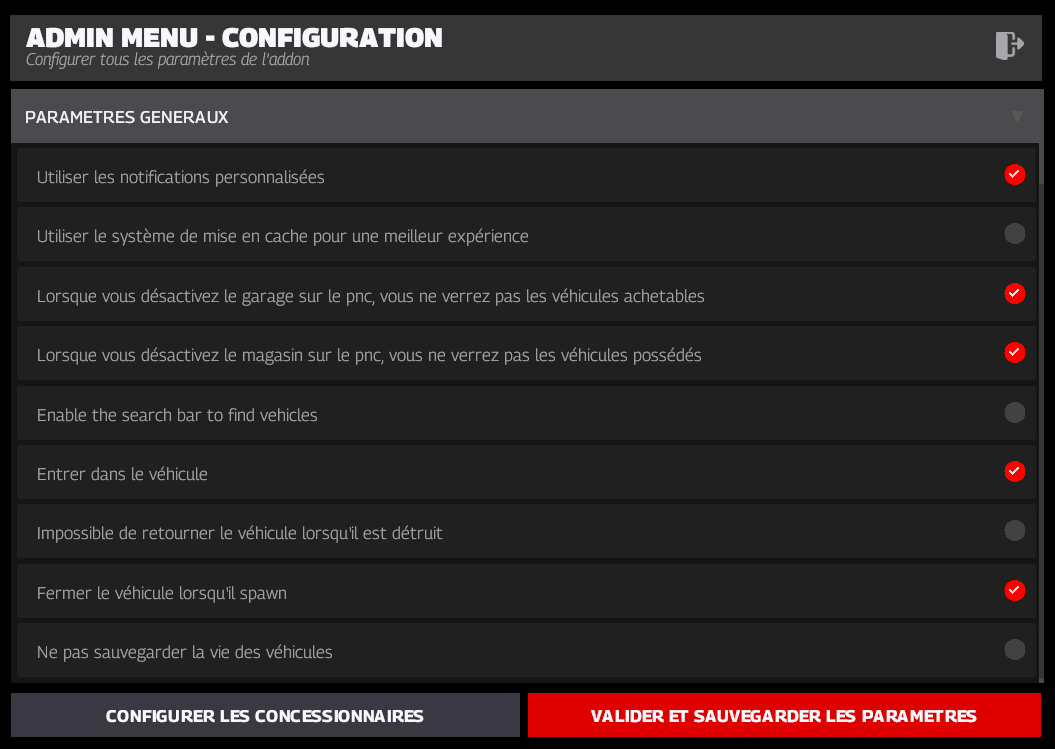 ADMIN MENU - CONFIGURATION
Configurer tous les paramètres de l'addon
PARAMETRES GENERAUX
Utiliser les notifications personnalisées
Utiliser le système de mise en cache pour une meilleur expérience
Lorsque vous désactivez le garage sur le pnc, vous ne verrez pas les véhicules achetables
Lorsque vous désactivez le magasin sur le pnc, vous ne verrez pas les véhicules possédés
Enable the search bar to find vehicles
Entrer dans le véhicule
Impossible de retourner le véhicule lorsqu'il est détruit
Fermer le véhicule lorsqu'il spawn
Ne pas sauvegarder la vie des véhicules
CONFIGURER LES CONCESSIONNAIRES
VALIDER ET SAUVEGARDER LES PARAMETRES